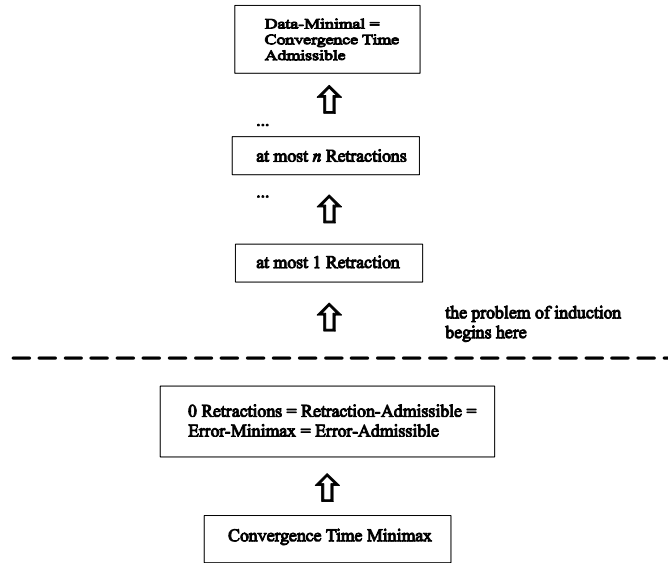 Data-Minimal =
Convergence Time
Admissible
...
at most n Retractions
...
at most 1 Retraction
the problem of induction
begins here
0 Retractions = Retraction-Admissible =
Error-Minimax = Error-Admissible
Convergence Time Minimax